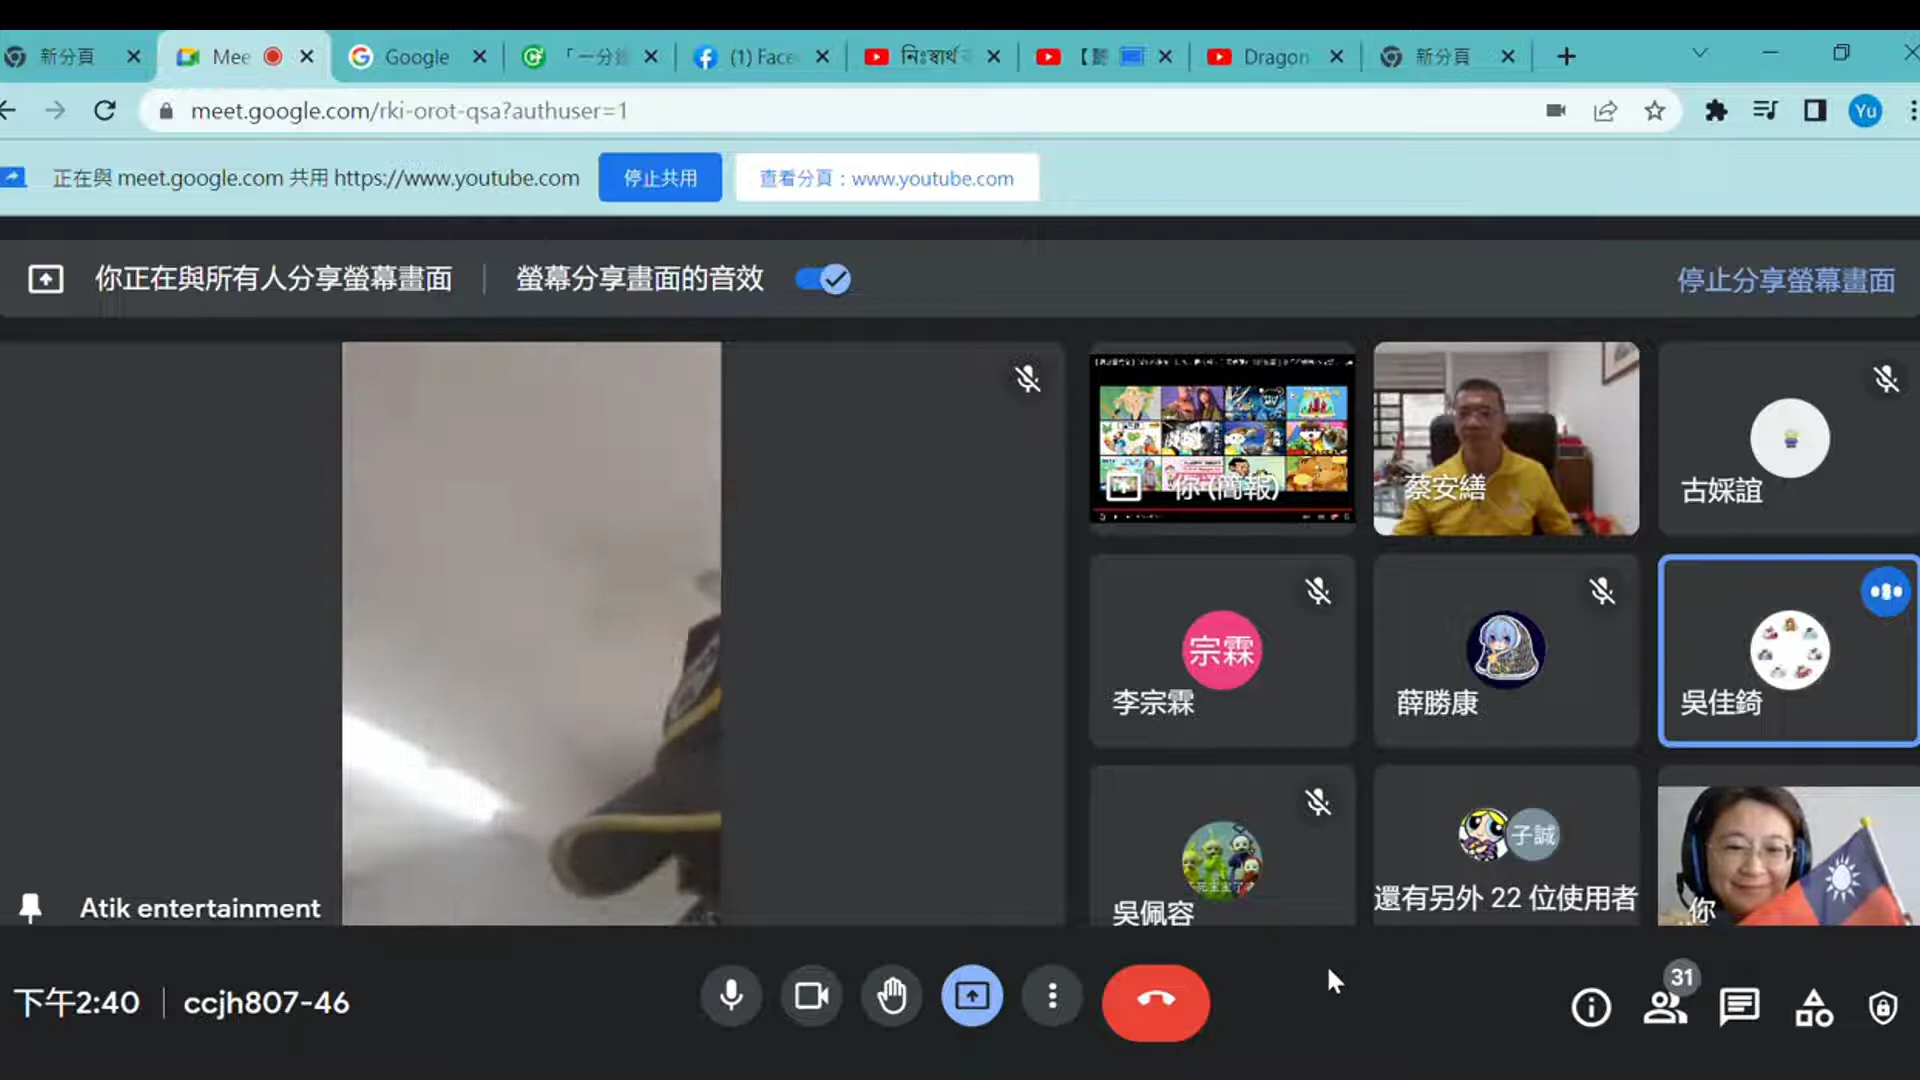 新分頁
Mee
Google
「一分鐘
(1) Face
নিঃস্বার্থ
【
Dragon
新分頁
meet.google.com/rki-orot-qsa?authuser=1
Yu
正在與 meet.google.com 共用 https://www.youtube.com
停止共用
查看分頁：www.youtube.com
你正在與所有人分享螢幕畫面
螢幕分享畫面的音效
停止分享螢幕畫面
你 (簡報)
蔡安繕
古婇誼
宗霖
李宗霖
薛勝康
吳佳錡
吳佩容
子誠
還有另外 22 位使用者
你
Atik entertainment
下午2:40
ccjh807-46
31